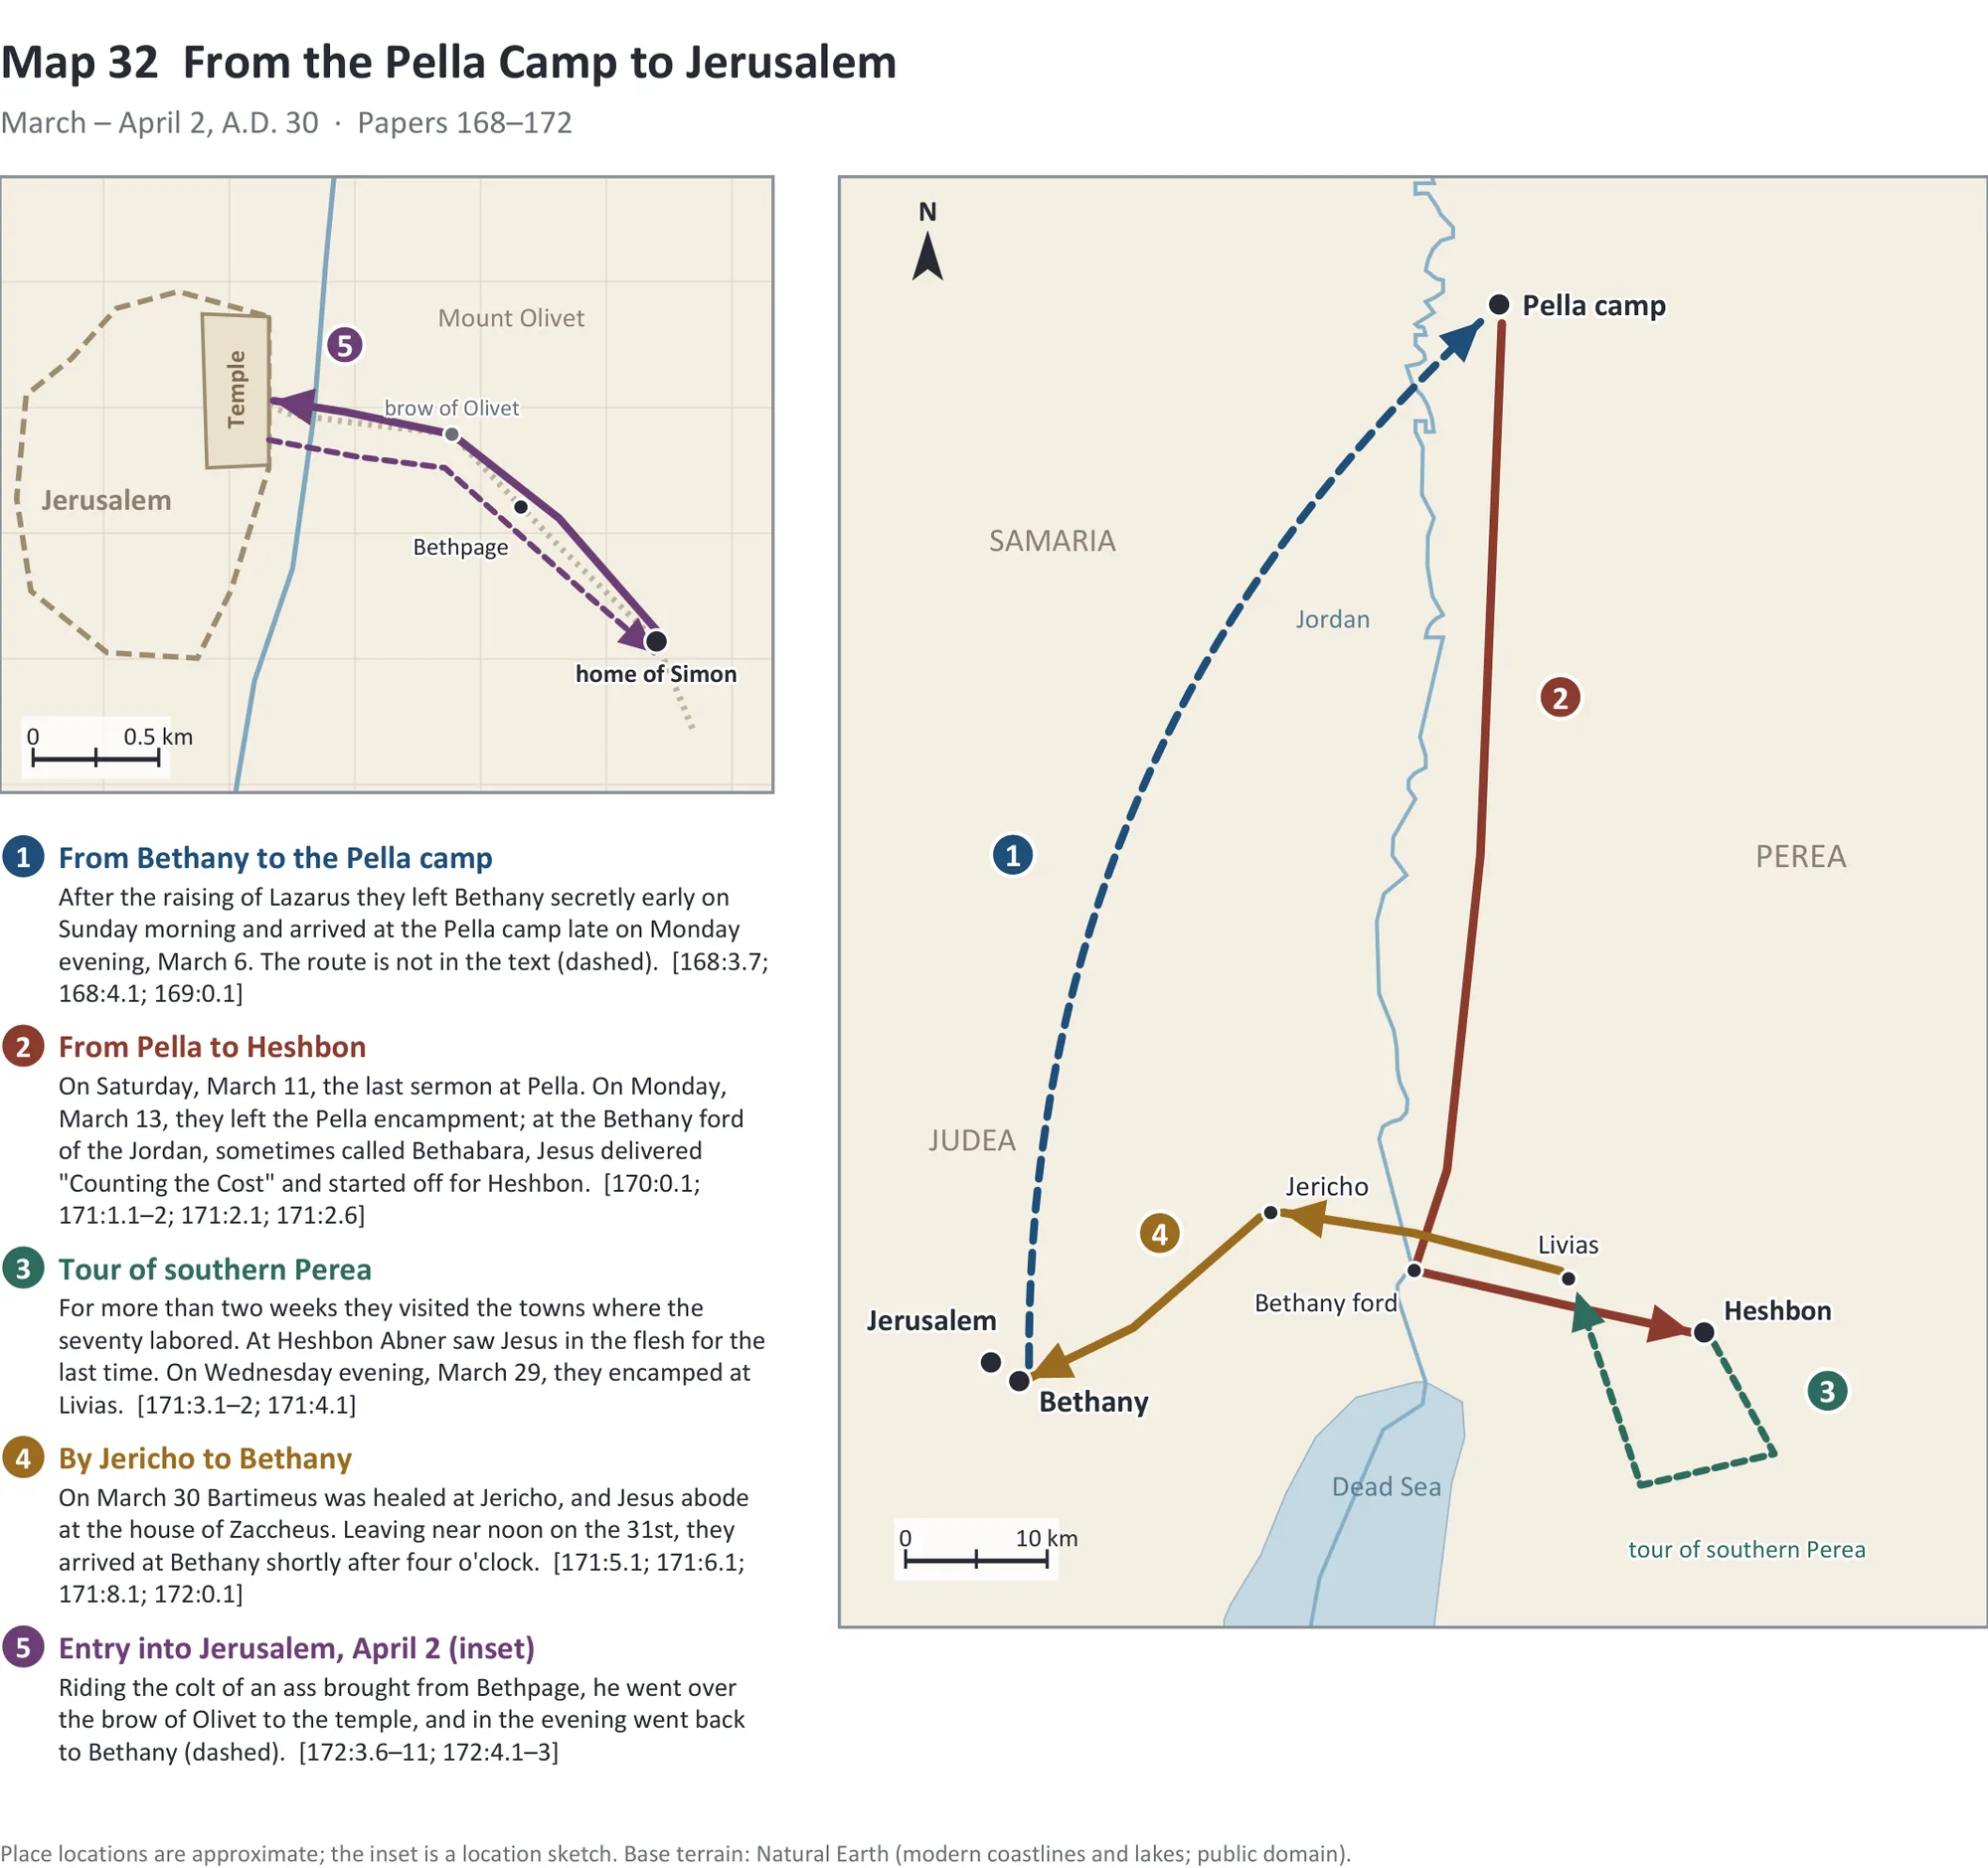 Map 32 From the Pella Camp to Jerusalem
March – April 2, A.D. 30 · Papers 168–172
Mount Olivet
5
Temple
brow of Olivet
Jerusalem
Bethpage
home of Simon
0 0.5 km
1 From Bethany to the Pella camp
After the raising of Lazarus they left Bethany secretly early on
Sunday morning and arrived at the Pella camp late on Monday
evening, March 6. The route is not in the text (dashed). [168:3.7;
168:4.1; 169:0.1]
2 From Pella to Heshbon
On Saturday, March 11, the last sermon at Pella. On Monday,
March 13, they left the Pella encampment; at the Bethany ford
of the Jordan, sometimes called Bethabara, Jesus delivered
"Counting the Cost" and started off for Heshbon. [170:0.1;
171:1.1–2; 171:2.1; 171:2.6]
3 Tour of southern Perea
For more than two weeks they visited the towns where the
seventy labored. At Heshbon Abner saw Jesus in the flesh for the
last time. On Wednesday evening, March 29, they encamped at
Livias. [171:3.1–2; 171:4.1]
4 By Jericho to Bethany
On March 30 Bartimeus was healed at Jericho, and Jesus abode
at the house of Zaccheus. Leaving near noon on the 31st, they
arrived at Bethany shortly after four o'clock. [171:5.1; 171:6.1;
171:8.1; 172:0.1]
5 Entry into Jerusalem, April 2 (inset)
Riding the colt of an ass brought from Bethpage, he went over
the brow of Olivet to the temple, and in the evening went back
to Bethany (dashed). [172:3.6–11; 172:4.1–3]
N
Pella camp
SAMARIA
Jordan
2
1
PEREA
JUDEA
Jericho
4
Livias
Bethany ford
Heshbon
Jerusalem
3
Bethany
Dead Sea
0 10 km
tour of southern Perea
Place locations are approximate; the inset is a location sketch. Base terrain: Natural Earth (modern coastlines and lakes; public domain).